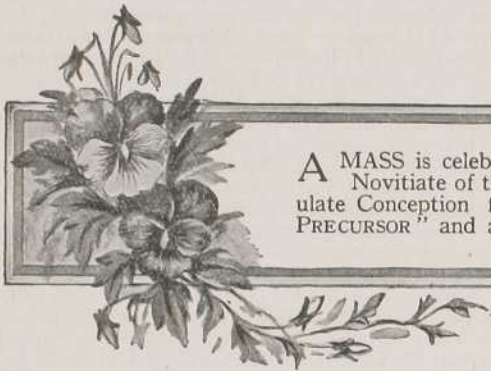 A MASS is celeb
Novitiate of t
ulate Conception f
PRECURSOR" and a